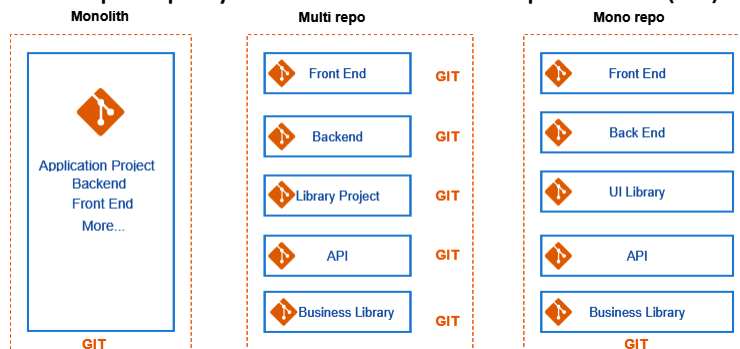 Monolith
Multi repo
Mono repo
Application Project
Backend
Front End
More...
GIT
Front End
GIT
Backend
GIT
Library Project
GIT
API
GIT
Business Library
GIT
Front End
Back End
UI Library
API
Business Library
GIT